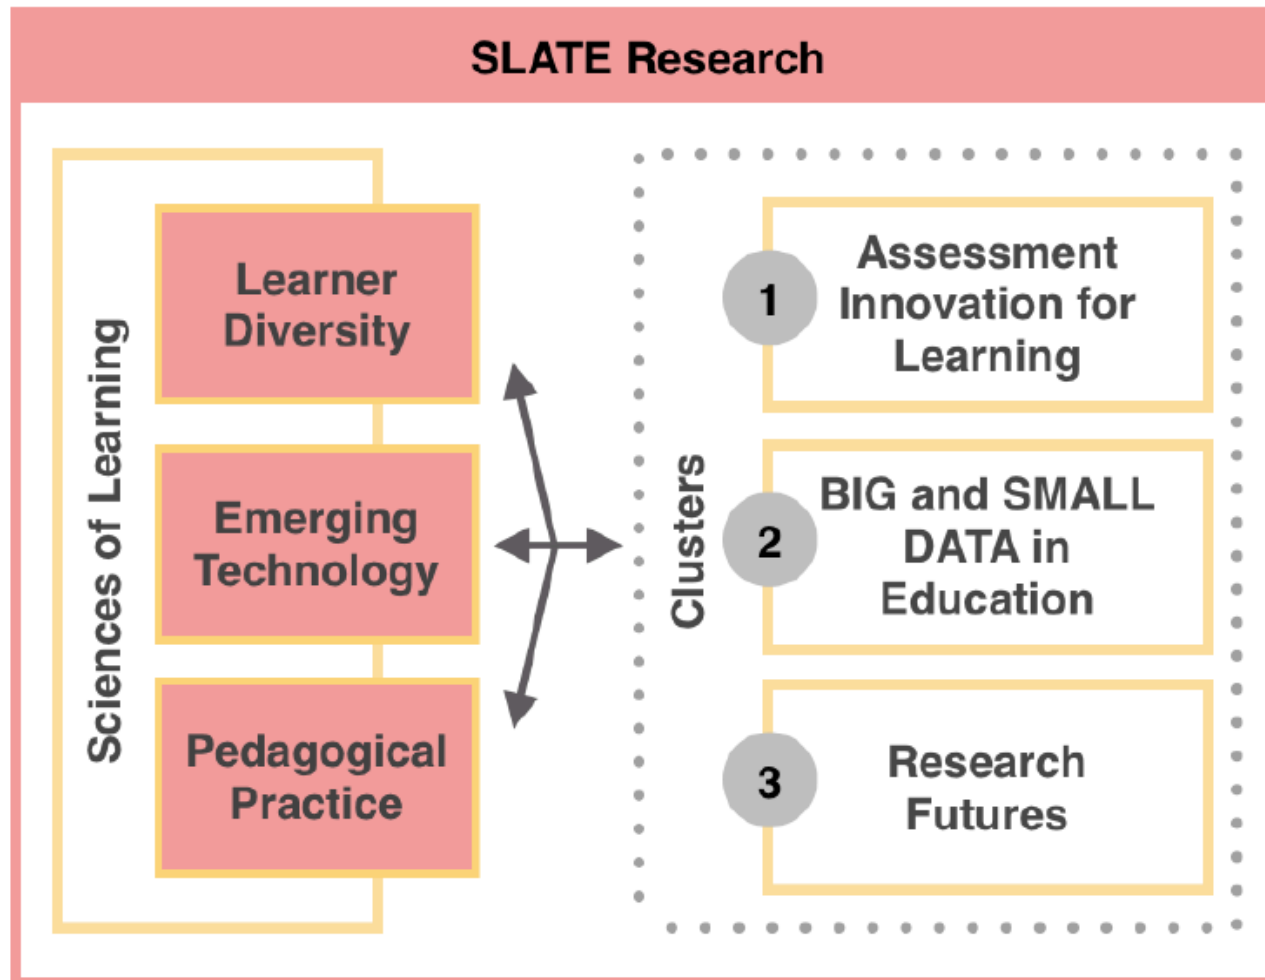 SLATE Research
Sciences of Learning
Learner
Diversity
Emerging
Technology
Pedagogical
Practice
Clusters
1
Assessment
Innovation for
Learning
2
BIG and SMALL
DATA in
Education
3
Research
Futures